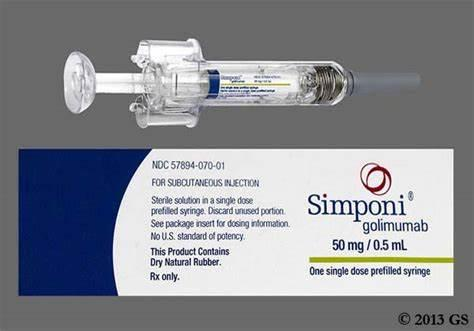 Simponi
golimumab
NDC 57894-070-01
FOR SUBCUTANEOUS INJECTION
Sterile solution in a single dose
prefilled syringe. Discard unused portion.
See package insert for dosing information.
No U.S. standard of potency.
This Product Contains
Dry Natural Rubber.
Rx only.
Simponi®
golimumab
50 mg / 0.5 mL
One single dose prefilled syringe
© 2013 GS